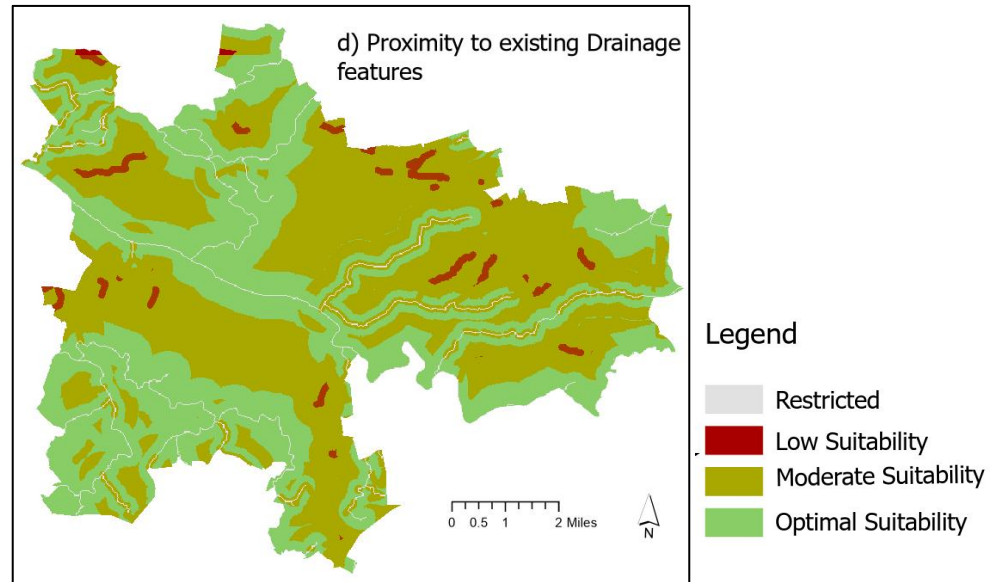 d) Proximity to existing Drainage
features
0 0.5 1 2 Miles
N
Legend
Restricted
Low Suitability
Moderate Suitability
Optimal Suitability